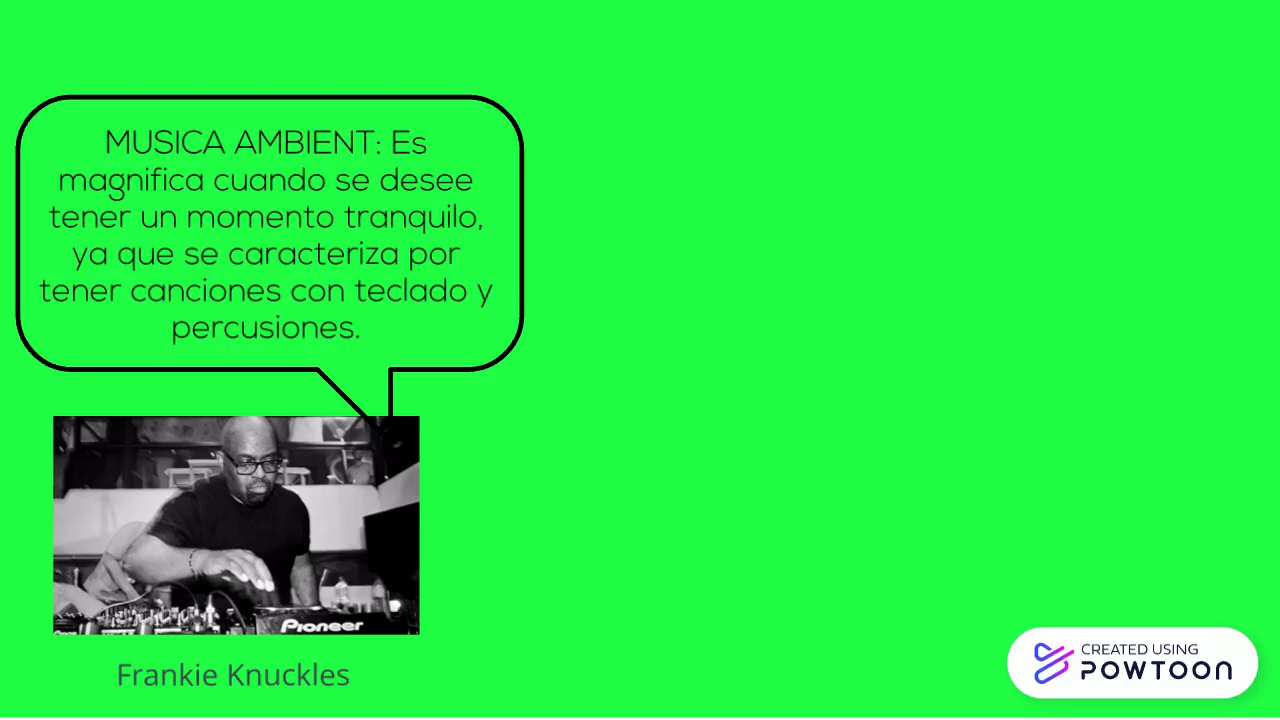 MUSICA AMBIENT: Es
magnifica cuando se desee
tener un momento tranquilo,
ya que se caracteriza por
tener canciones con teclado y
percusiones.
Pioneer
Frankie Knuckles
CREATED USING
POWTOON